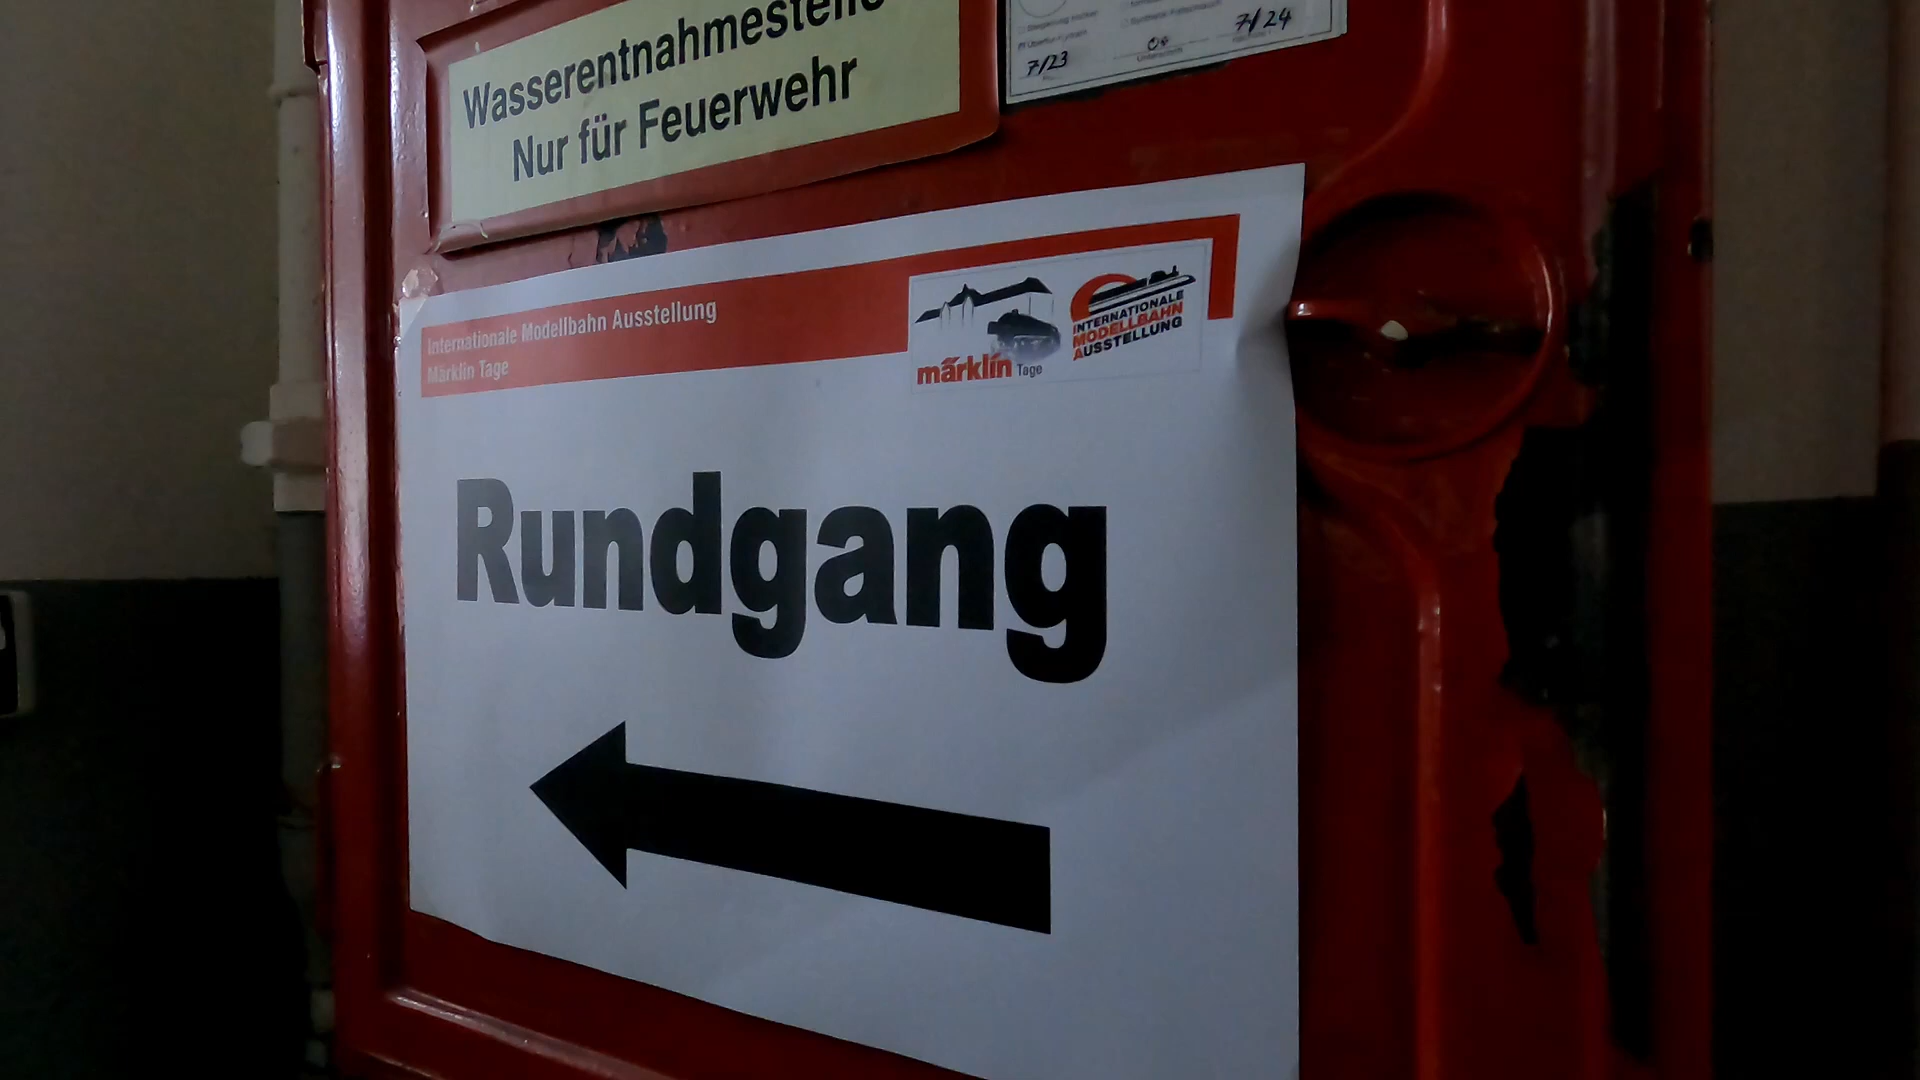 Wasserentnahmestelle
Nur für Feuerwehr
7/23
7/24
Internationale Modellbahn Ausstellung
Märklin Tage
märklin Tage
INTERNATIONALE
MODELLBAHN
AUSSTELLUNG
Rundgang